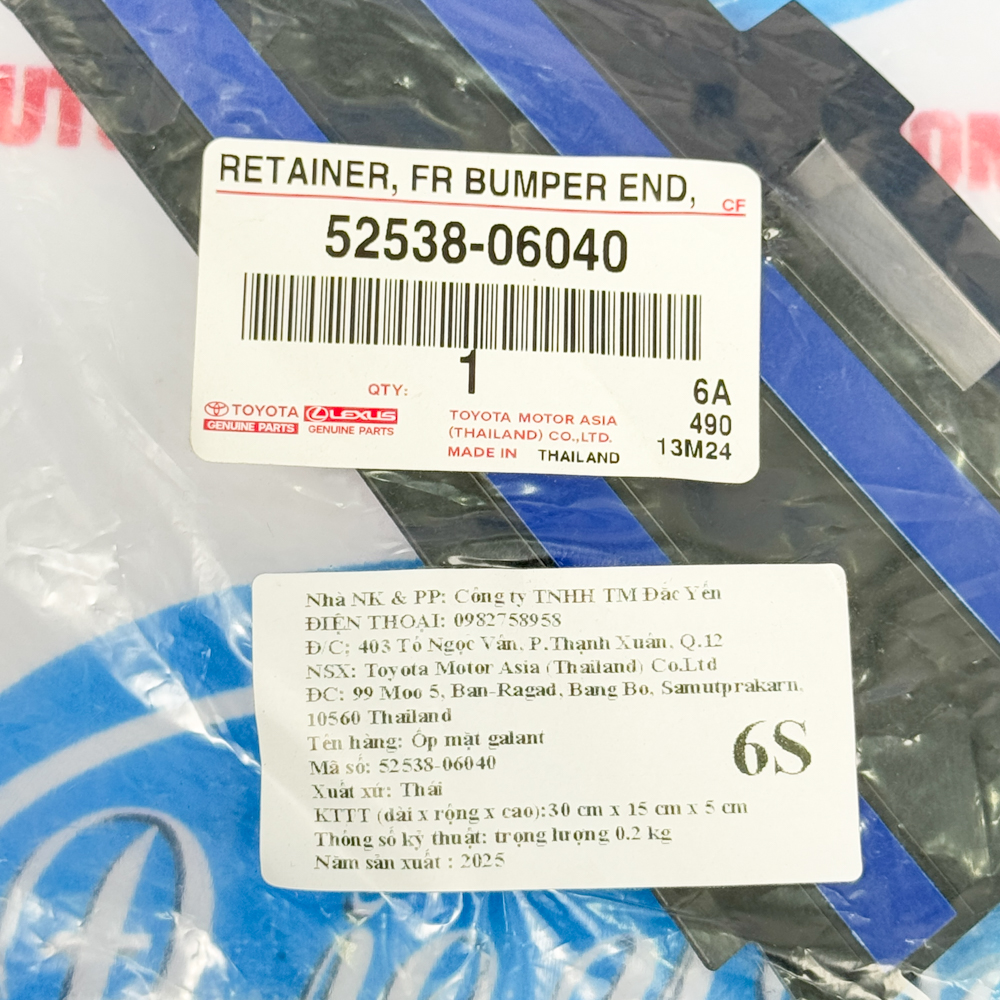 RETAINER, FR BUMPER END,
CF
52538-06040
1
QTY:
6A
490
13M24
TOYOTA
GENUINE PARTS
LEXUS
GENUINE PARTS
TOYOTA MOTOR ASIA
(THAILAND) CO.,LTD.
MADE IN THAILAND
Nhà NK & PP: Công ty TNHH TM Đắc Yến
ĐIỆN THOẠI: 0982758958
Đ/C: 403 Tô Ngọc Vân, P.Thạnh Xuân, Q.12
NSX: Toyota Motor Asia (Thailand) Co.Ltd
ĐC: 99 Moo 5, Ban-Ragad, Bang Bo, Samutprakarn,
10560 Thailand
Tên hàng: Ốp mặt galant
Mã số: 52538-06040
Xuất xứ: Thái
KTTT (dài x rộng x cao):30 cm x 15 cm x 5 cm
Thông số kỹ thuật: trọng lượng 0.2 kg
Năm sản xuất : 2025
6S